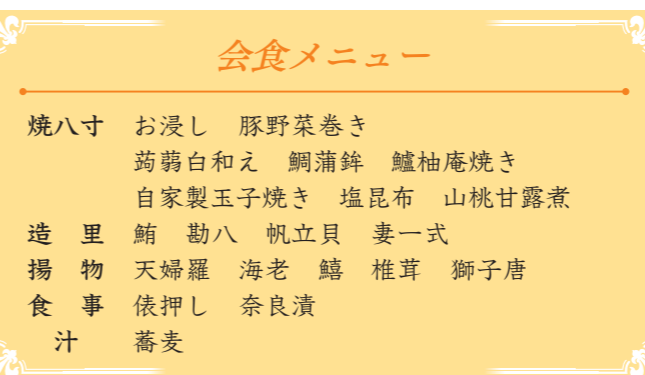 会食メニュー
焼八寸 お浸し 豚野菜巻き
蒟蒻白和え 鯛蒲鉾 鱸柚庵焼き
自家製玉子焼き 塩昆布 山桃甘露煮
造里 鮪 勘八 帆立貝 妻一式
揚物 天婦羅 海老 鱚 椎茸 獅子唐
食事 俵押し 奈良漬
汁 蕎麦